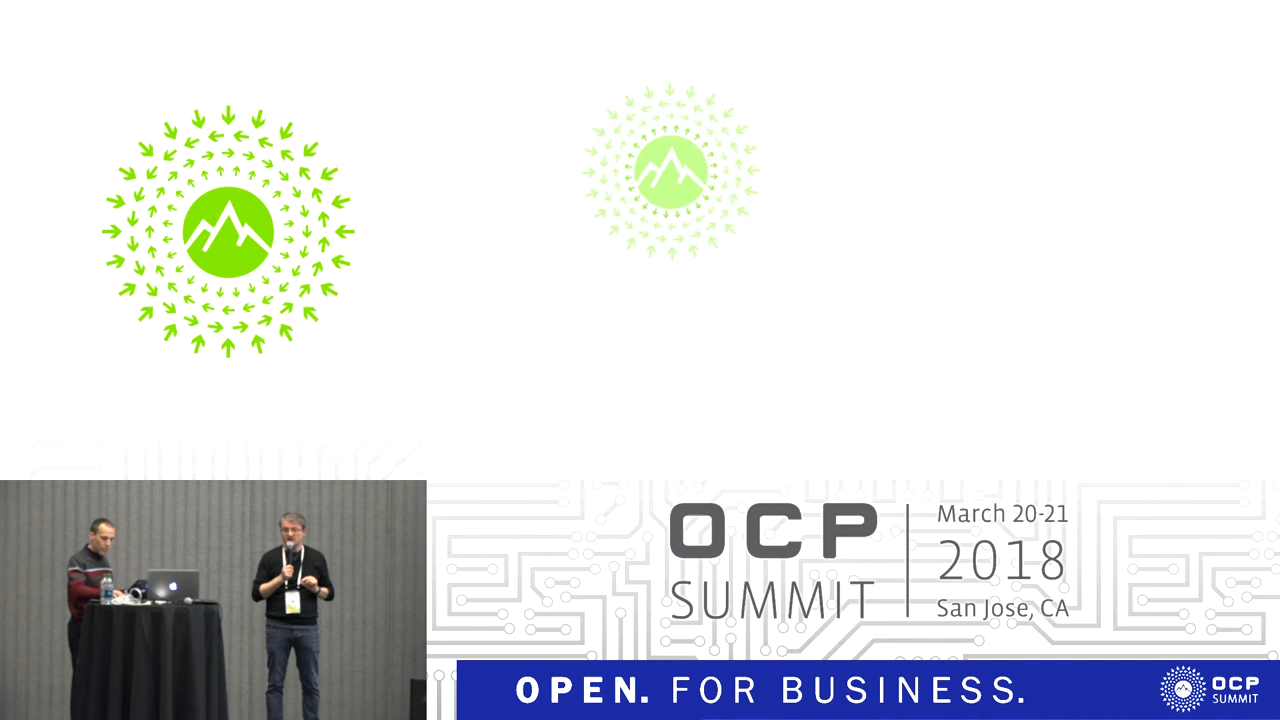 OCP
SUMMIT
March 20-21
2018
San Jose, CA
OPEN. FOR BUSINESS.
OCP
SUMMIT